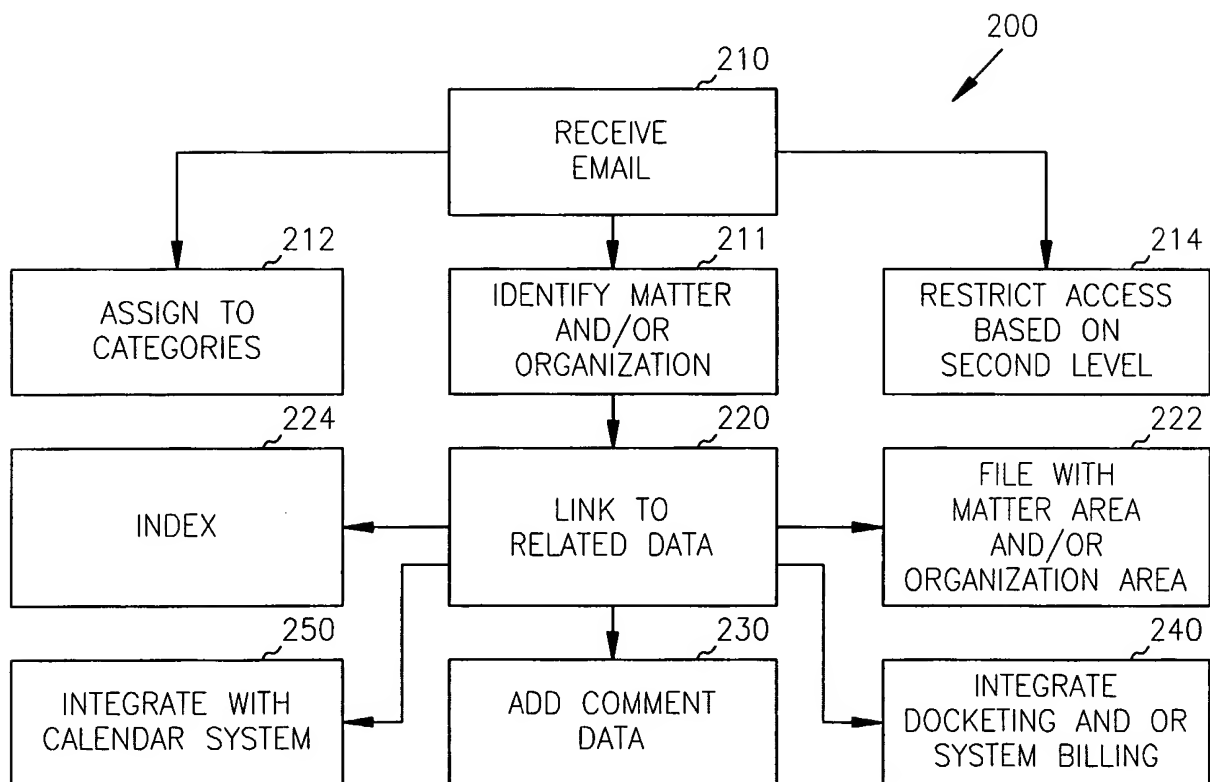 200
210
RECEIVE
EMAIL
212
ASSIGN TO
CATEGORIES
211
IDENTIFY MATTER
AND/OR
ORGANIZATION
214
RESTRICT ACCESS
BASED ON
SECOND LEVEL
224
INDEX
220
LINK TO
RELATED DATA
222
FILE WITH
MATTER AREA
AND/OR
ORGANIZATION AREA
250
INTEGRATE WITH
CALENDAR SYSTEM
230
ADD COMMENT
DATA
240
INTEGRATE
DOCKETING AND OR
SYSTEM BILLING